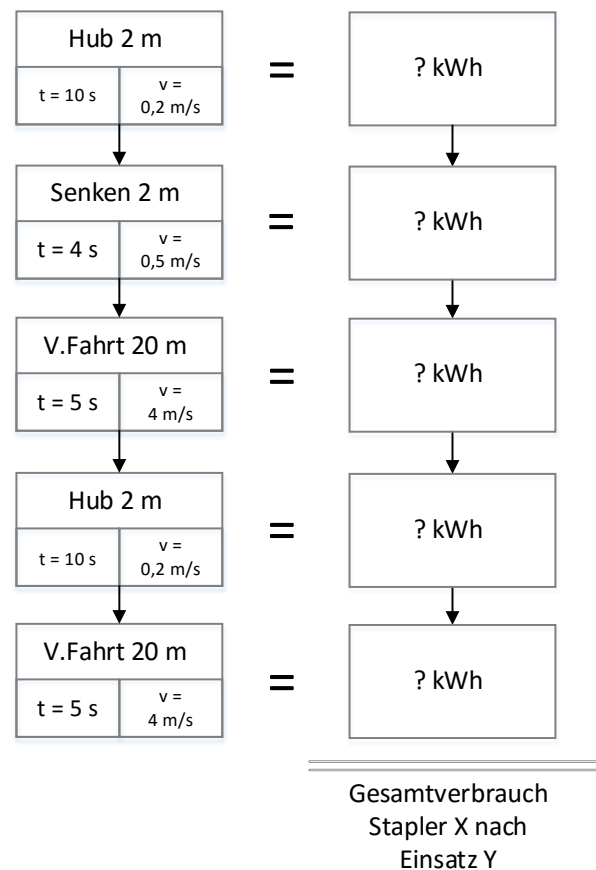 Hub 2 m
t = 10 s
v =
0,2 m/s
=
? kWh
Senken 2 m
t = 4 s
v =
0,5 m/s
=
? kWh
V.Fahrt 20 m
t = 5 s
v =
4 m/s
=
? kWh
Hub 2 m
t = 10 s
v =
0,2 m/s
=
? kWh
V.Fahrt 20 m
t = 5 s
v =
4 m/s
=
? kWh
Gesamtverbrauch
Stapler X nach
Einsatz Y